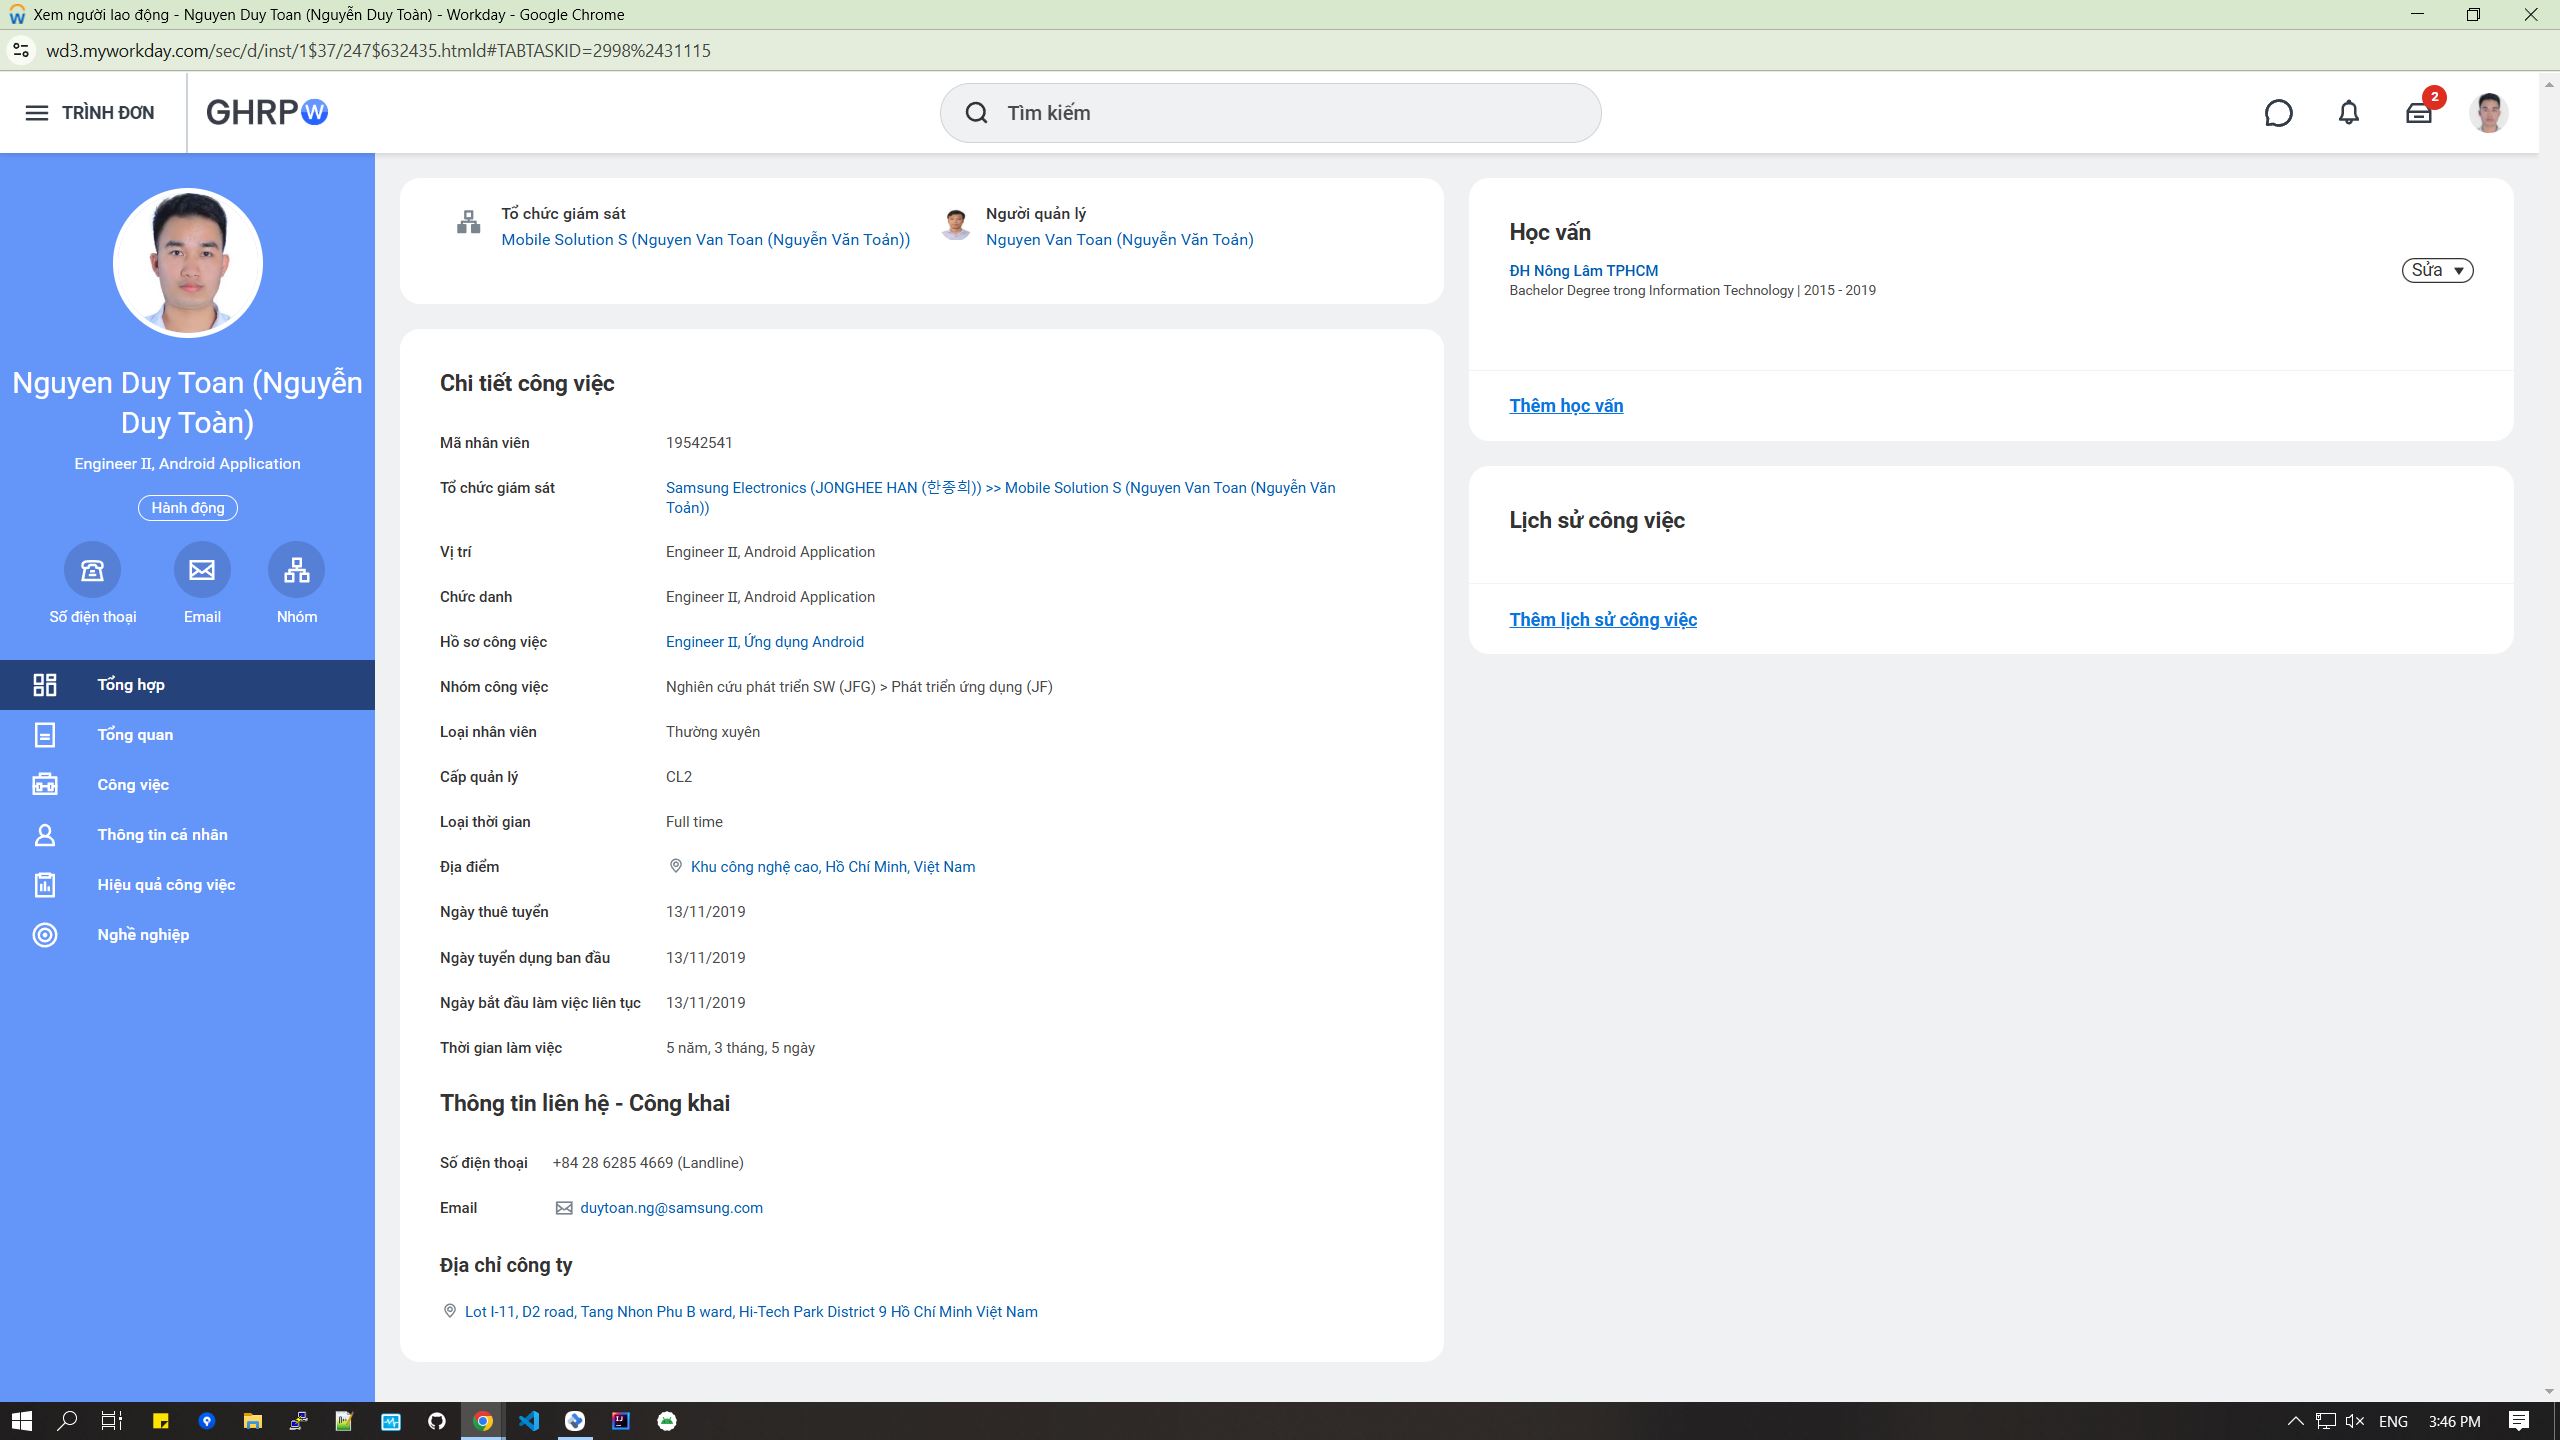 Xem người lao động - Nguyen Duy Toan (Nguyễn Duy Toàn) - Workday - Google Chrome
wd3.myworkday.com/sec/d/inst/1$37/247$632435.htmld#TABTASKID=2998%2431115
TRÌNH ĐƠN
GHRP W
Tìm kiếm
2
Nguyen Duy Toan (Nguyễn
Duy Toàn)
Engineer II, Android Application
Hành động
Số điện thoại
Email
Nhóm
Tổng hợp
Tổng quan
Công việc
Thông tin cá nhân
Hiệu quả công việc
Nghề nghiệp
Tổ chức giám sát
Mobile Solution S (Nguyen Van Toan (Nguyễn Văn Toản))
Người quản lý
Nguyen Van Toan (Nguyễn Văn Toản)
Chi tiết công việc
Mã nhân viên 19542541
Tổ chức giám sát Samsung Electronics (JONGHEE HAN (한종희)) >> Mobile Solution S (Nguyen Van Toan (Nguyễn Văn
Toản))
Vị trí Engineer II, Android Application
Chức danh Engineer II, Android Application
Hồ sơ công việc Engineer II, Ứng dụng Android
Nhóm công việc Nghiên cứu phát triển SW (JFG) > Phát triển ứng dụng (JF)
Loại nhân viên Thường xuyên
Cấp quản lý CL2
Loại thời gian Full time
Địa điểm Khu công nghệ cao, Hồ Chí Minh, Việt Nam
Ngày thuê tuyển 13/11/2019
Ngày tuyển dụng ban đầu 13/11/2019
Ngày bắt đầu làm việc liên tục 13/11/2019
Thời gian làm việc 5 năm, 3 tháng, 5 ngày
Thông tin liên hệ - Công khai
Số điện thoại +84 28 6285 4669 (Landline)
Email duytoan.ng@samsung.com
Địa chỉ công ty
Lot I-11, D2 road, Tang Nhon Phu B ward, Hi-Tech Park District 9 Hồ Chí Minh Việt Nam
Học vấn
ĐH Nông Lâm TPHCM
Bachelor Degree trong Information Technology | 2015 - 2019
Sửa
Thêm học vấn
Lịch sử công việc
Thêm lịch sử công việc
ENG
3:46 PM